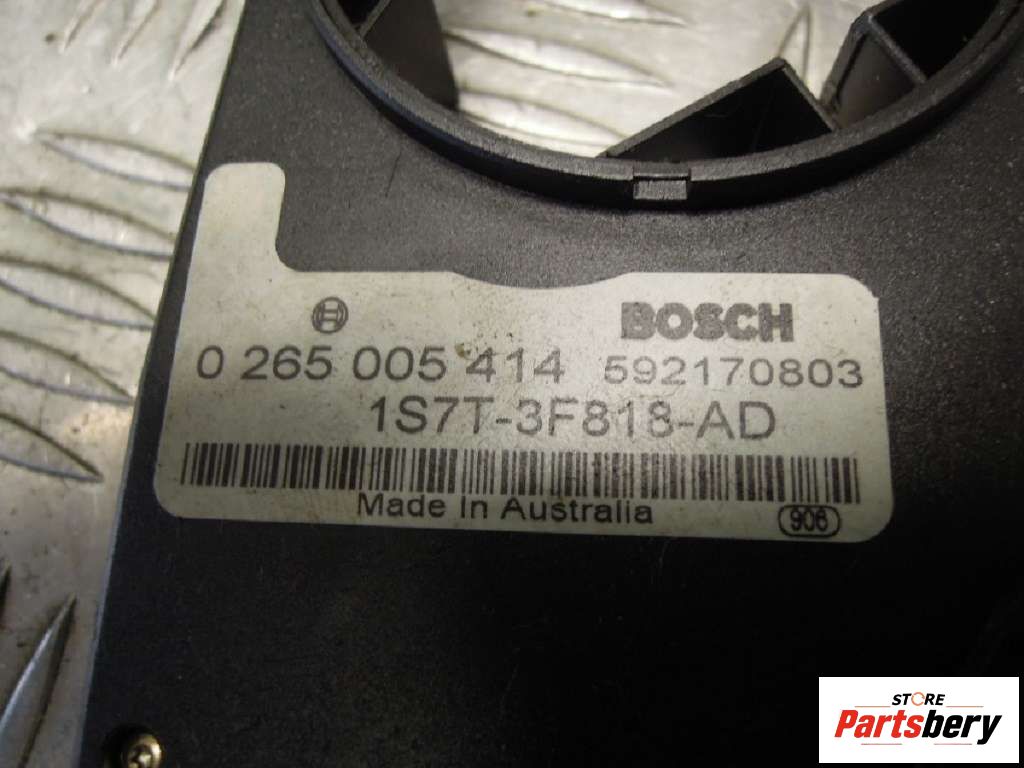 BOSCH
0 265 005 414 592170803
1S7T-3F818-AD
Made In Australia
906
STORE
Partsbery